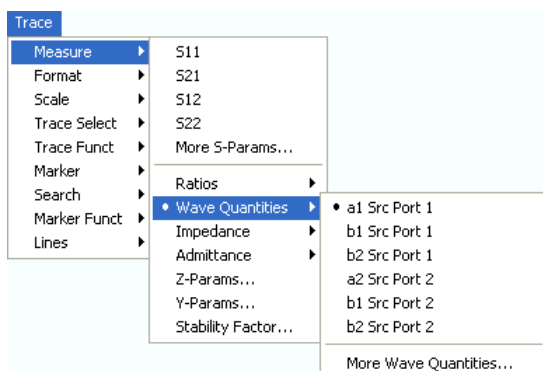 Trace
Measure
Format
Scale
Trace Select
Trace Funct
Marker
Search
Marker Funct
Lines
S11
S21
S12
S22
More S-Params...
Ratios
Wave Quantities
Impedance
Admittance
Z-Params...
Y-Params...
Stability Factor...
a1 Src Port 1
b1 Src Port 1
b2 Src Port 1
a2 Src Port 2
b1 Src Port 2
b2 Src Port 2
More Wave Quantities...